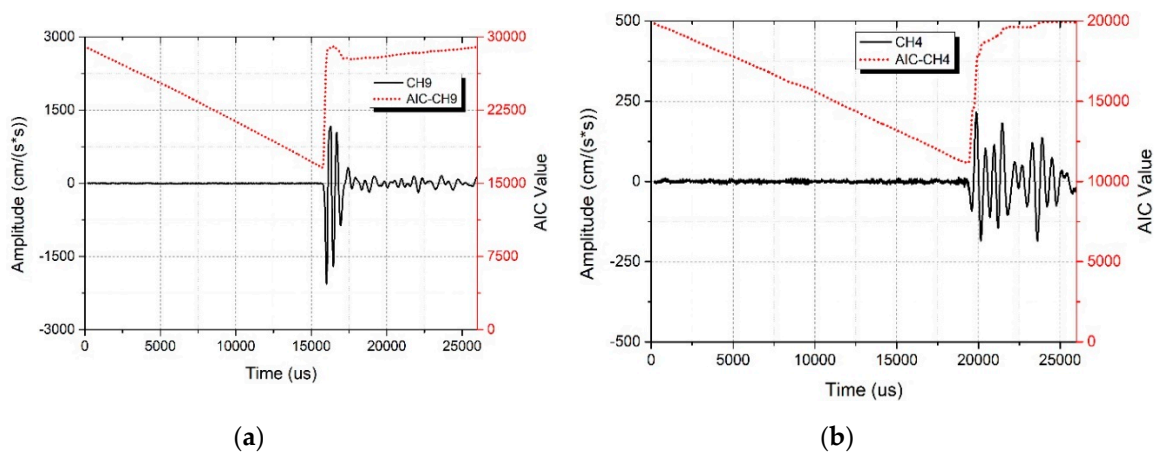 3000
1500
0
-1500
-3000
Amplitude (cm/(s*s))
30000
22500
15000
7500
0
AIC Value
CH9
AIC-CH9
0 5000 10000 15000 20000 25000
Time (us)
(a)
500
250
0
-250
-500
Amplitude (cm/(s*s))
20000
15000
10000
5000
0
AIC Value
CH4
AIC-CH4
0 5000 10000 15000 20000 25000
Time (us)
(b)